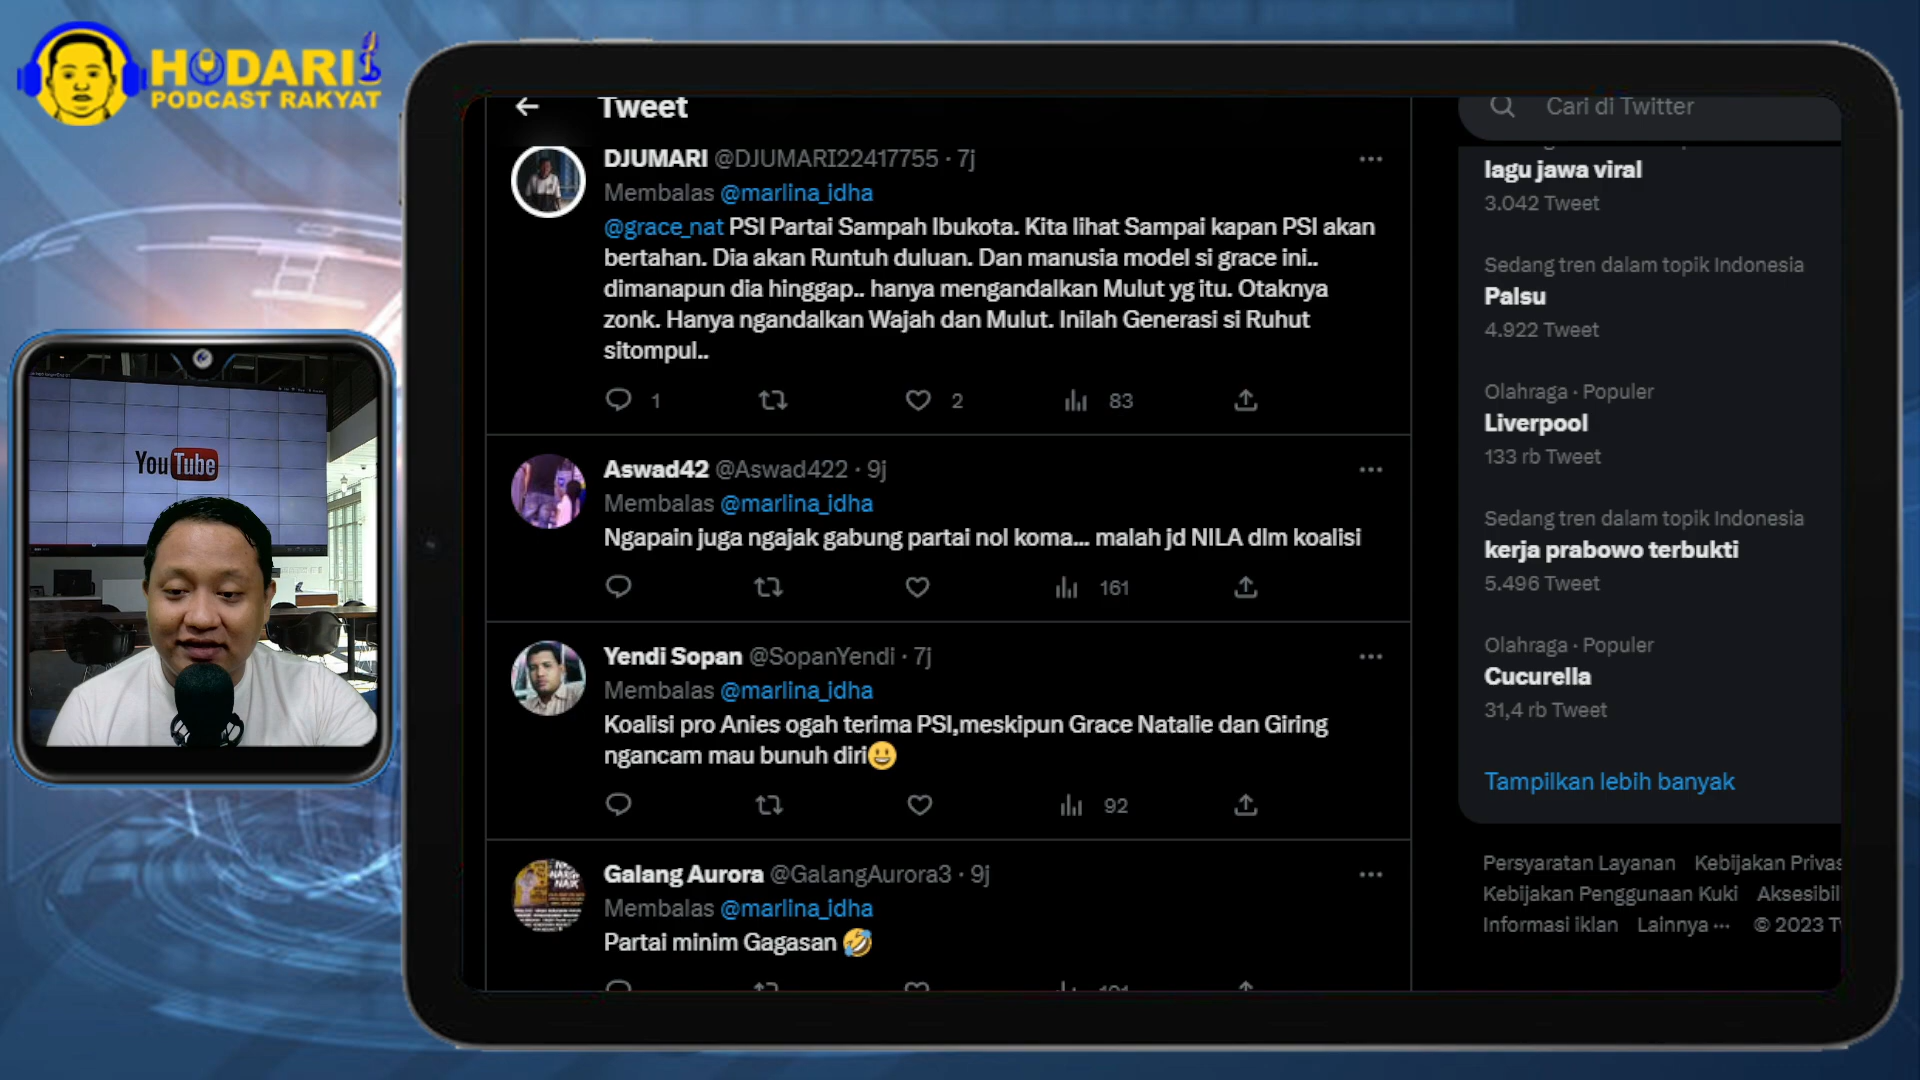 HODARI
PODCAST RAKYAT
YouTube
Tweet
DJUMARI @DJUMARI22417755 · 7j
Membalas @marlina_idha
@grace_nat PSI Partai Sampah Ibukota. Kita lihat Sampai kapan PSI akan
bertahan. Dia akan Runtuh duluan. Dan manusia model si grace ini..
dimanapun dia hinggap.. hanya mengandalkan Mulut yg itu. Otaknya
zonk. Hanya ngandalkan Wajah dan Mulut. Inilah Generasi si Ruhut
sitompul..
1 2 83
Aswad42 @Aswad422 · 9j
Membalas @marlina_idha
Ngapain juga ngajak gabung partai nol koma... malah jd NILA dlm koalisi
161
Yendi Sopan @SopanYendi · 7j
Membalas @marlina_idha
Koalisi pro Anies ogah terima PSI,meskipun Grace Natalie dan Giring
ngancam mau bunuh diri😀
92
Galang Aurora @GalangAurora3 · 9j
Membalas @marlina_idha
Partai minim Gagasan 🤣
Cari di Twitter
lagu jawa viral
3.042 Tweet
Sedang tren dalam topik Indonesia
Palsu
4.922 Tweet
Olahraga · Populer
Liverpool
133 rb Tweet
Sedang tren dalam topik Indonesia
kerja prabowo terbukti
5.496 Tweet
Olahraga · Populer
Cucurella
31,4 rb Tweet
Tampilkan lebih banyak
Persyaratan Layanan Kebijakan Privas
Kebijakan Penggunaan Kuki Aksesibil
Informasi iklan Lainnya ··· © 2023 T